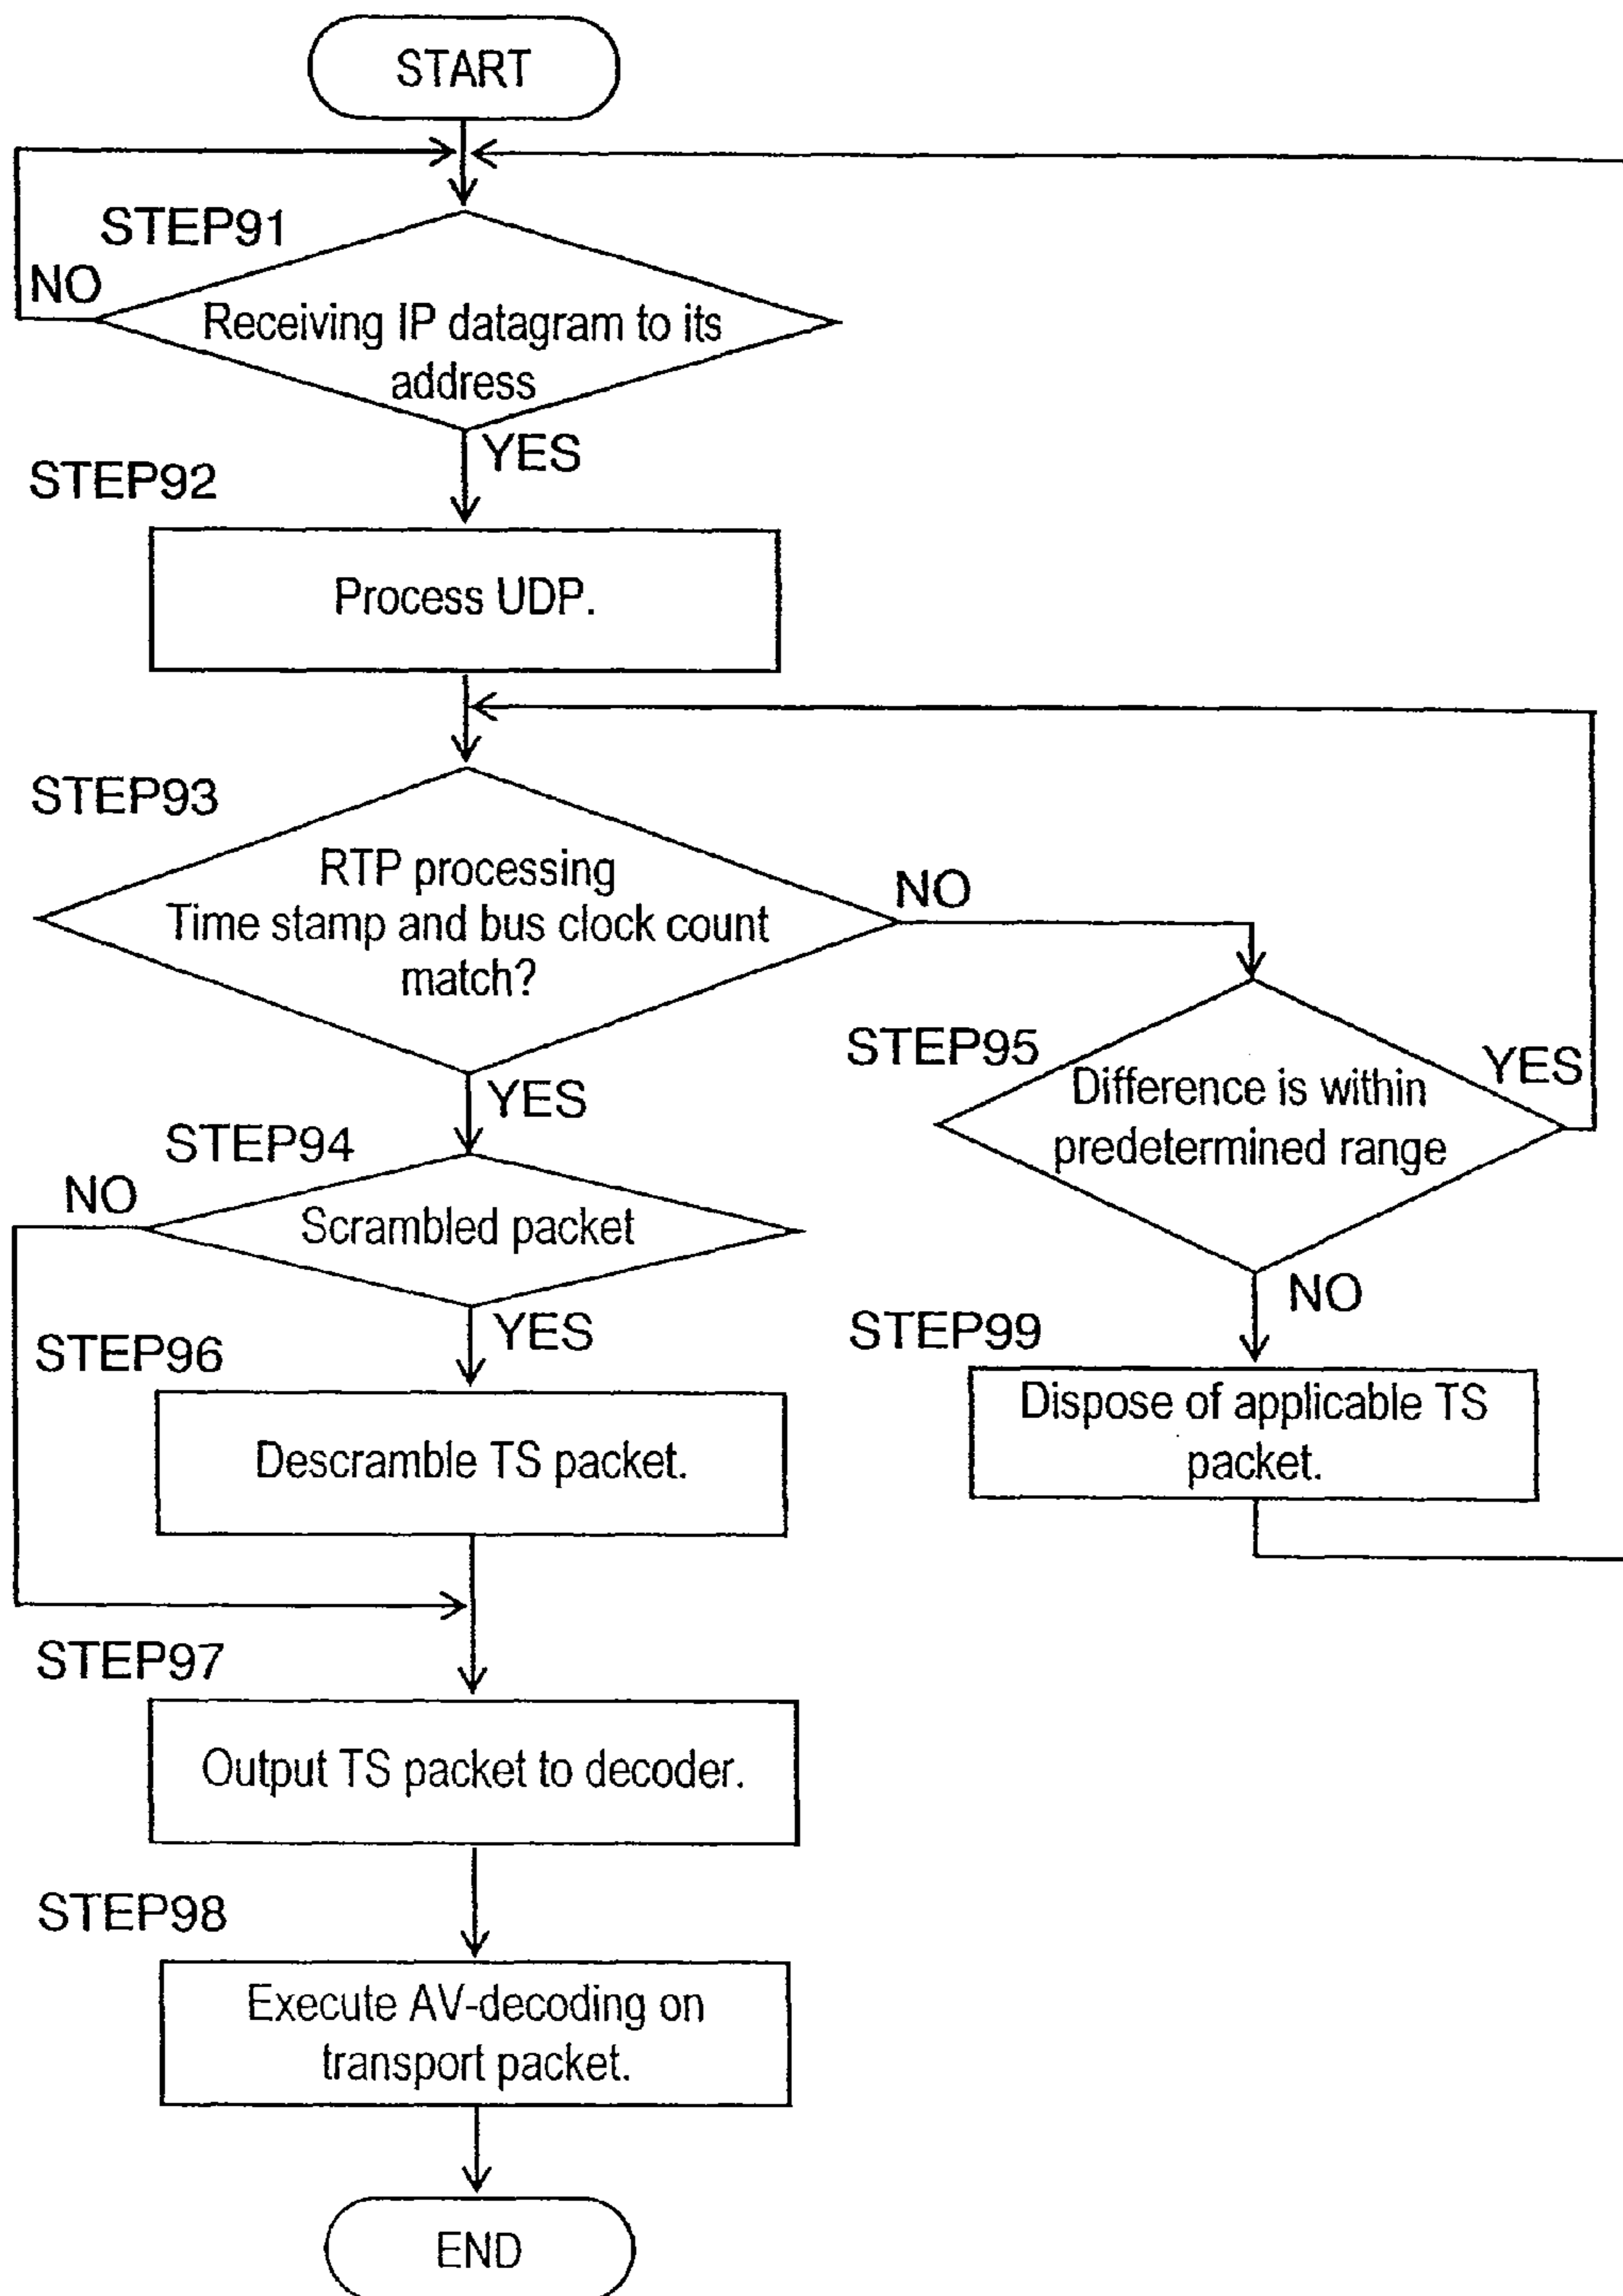 START
STEP91
NO
Receiving IP datagram to its
address
YES
STEP92
Process UDP.
STEP93
RTP processing
Time stamp and bus clock count
match?
NO
YES
STEP95
Difference is within
predetermined range
YES
NO
STEP94
NO
Scrambled packet
YES
STEP99
Dispose of applicable TS
packet.
STEP96
Descramble TS packet.
STEP97
Output TS packet to decoder.
STEP98
Execute AV-decoding on
transport packet.
END